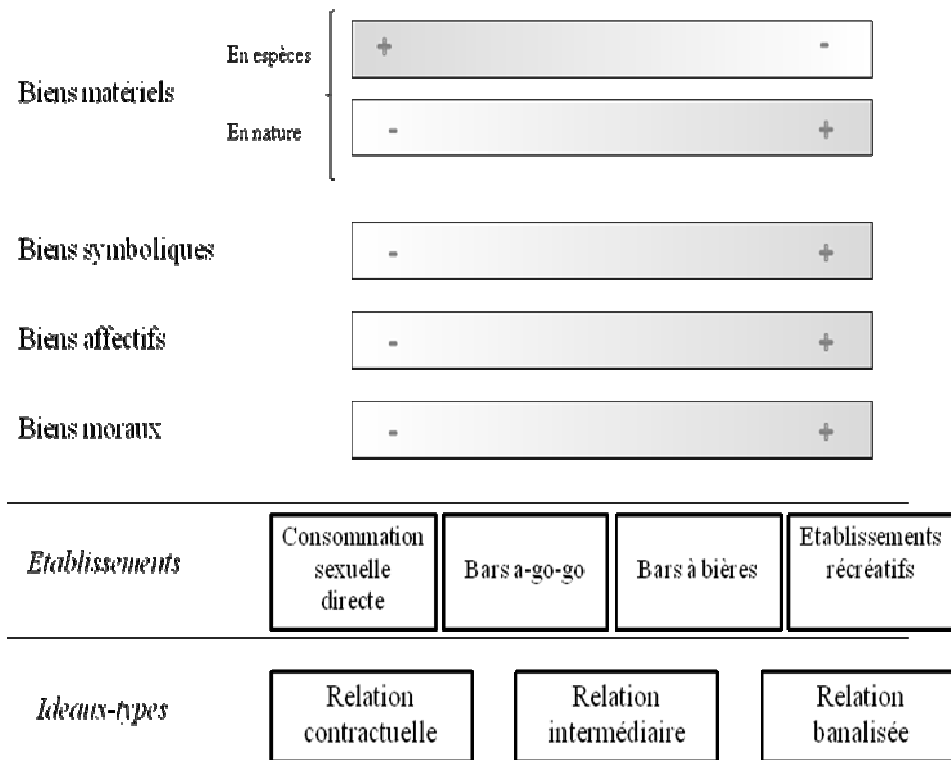 En espèces
+ -
Biens matériels
En nature
- +
Biens symboliques
- +
Biens affectifs
- +
Biens moraux
- +
Etablissements
Consommation
sexuelle
directe
Bars a-go-go
Bars à bières
Etablissements
récréatifs
Ideaux-types
Relation
contractuelle
Relation
intermédiaire
Relation
banalisée